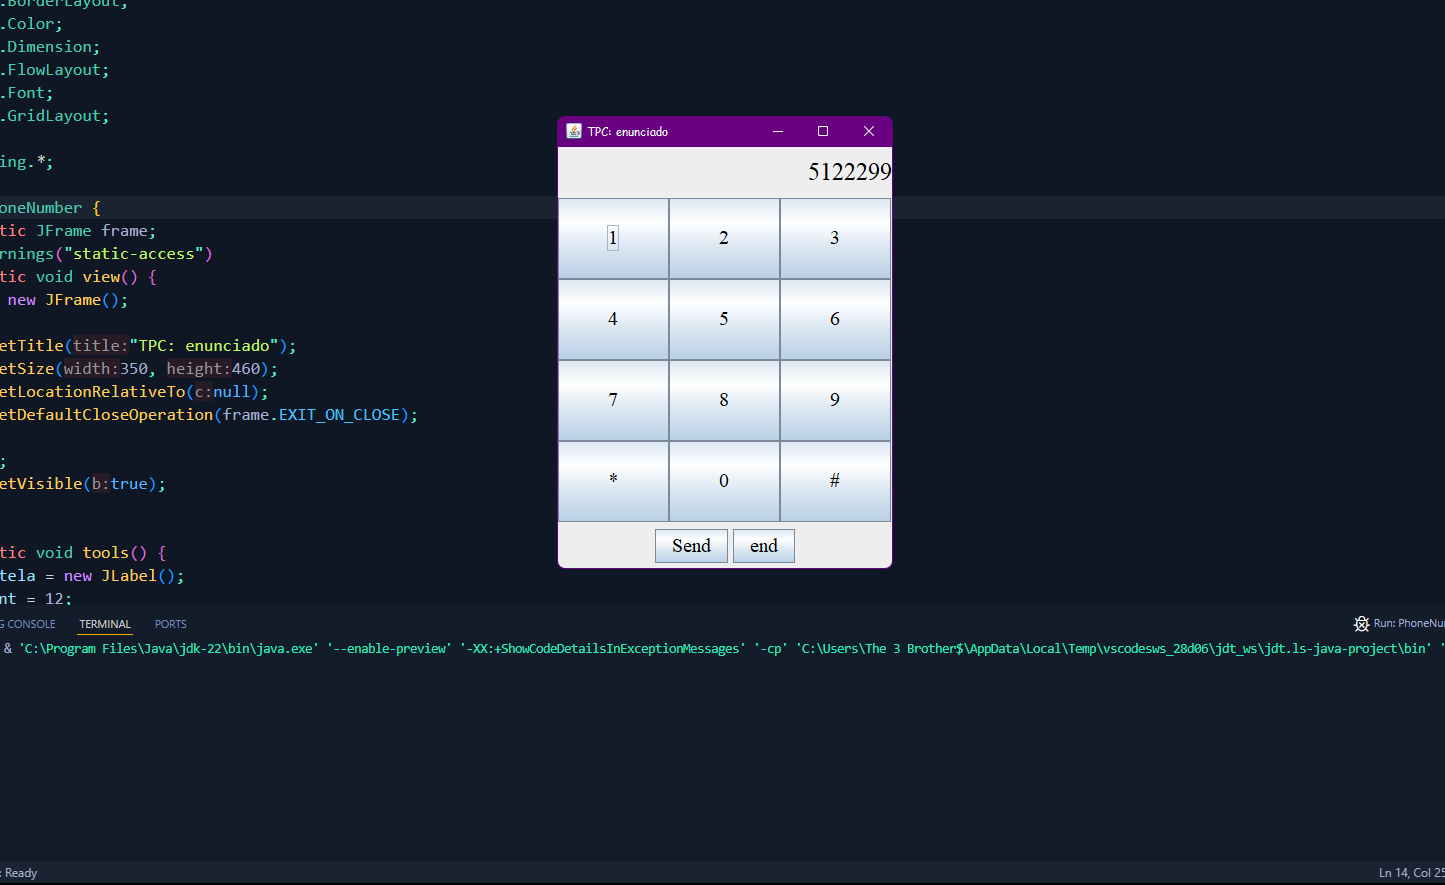 .BorderLayout;
.Color;
.Dimension;
.FlowLayout;
.Font;
.GridLayout;
ing.*;
oneNumber {
tic JFrame frame;
rnings("static-access")
tic void view() {
new JFrame();
etTitle(title:"TPC: enunciado");
etSize(width:350, height:460);
etLocationRelativeTo(c:null);
etDefaultCloseOperation(frame.EXIT_ON_CLOSE);
;
etVisible(b:true);
tic void tools() {
tela = new JLabel();
nt = 12;
TPC: enunciado
5122299
1 2 3
4 5 6
7 8 9
* 0 #
Send end
G CONSOLE TERMINAL PORTS
Run: PhoneNu
& 'C:\Program Files\Java\jdk-22\bin\java.exe' '--enable-preview' '-XX:+ShowCodeDetailsInExceptionMessages' '-cp' 'C:\Users\The 3 Brother$\AppData\Local\Temp\vscodesws_28d06\jdt_ws\jdt.ls-java-project\bin' '
: Ready
Ln 14, Col 25